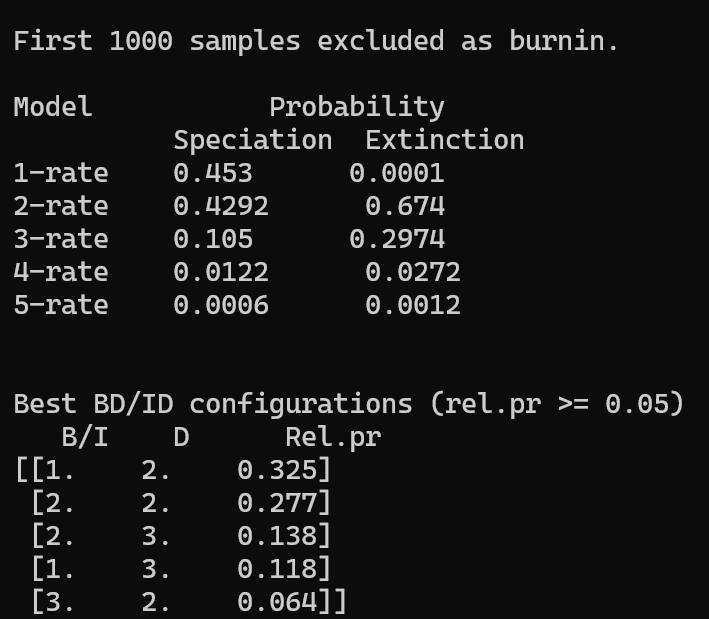 First 1000 samples excluded as burnin.
Model           Probability
          Speciation  Extinction
1-rate    0.453      0.0001
2-rate    0.4292      0.674
3-rate    0.105      0.2974
4-rate    0.0122      0.0272
5-rate    0.0006      0.0012
Best BD/ID configurations (rel.pr >= 0.05)
   B/I    D      Rel.pr
[[1.    2.    0.325]
 [2.    2.    0.277]
 [2.    3.    0.138]
 [1.    3.    0.118]
 [3.    2.    0.064]]